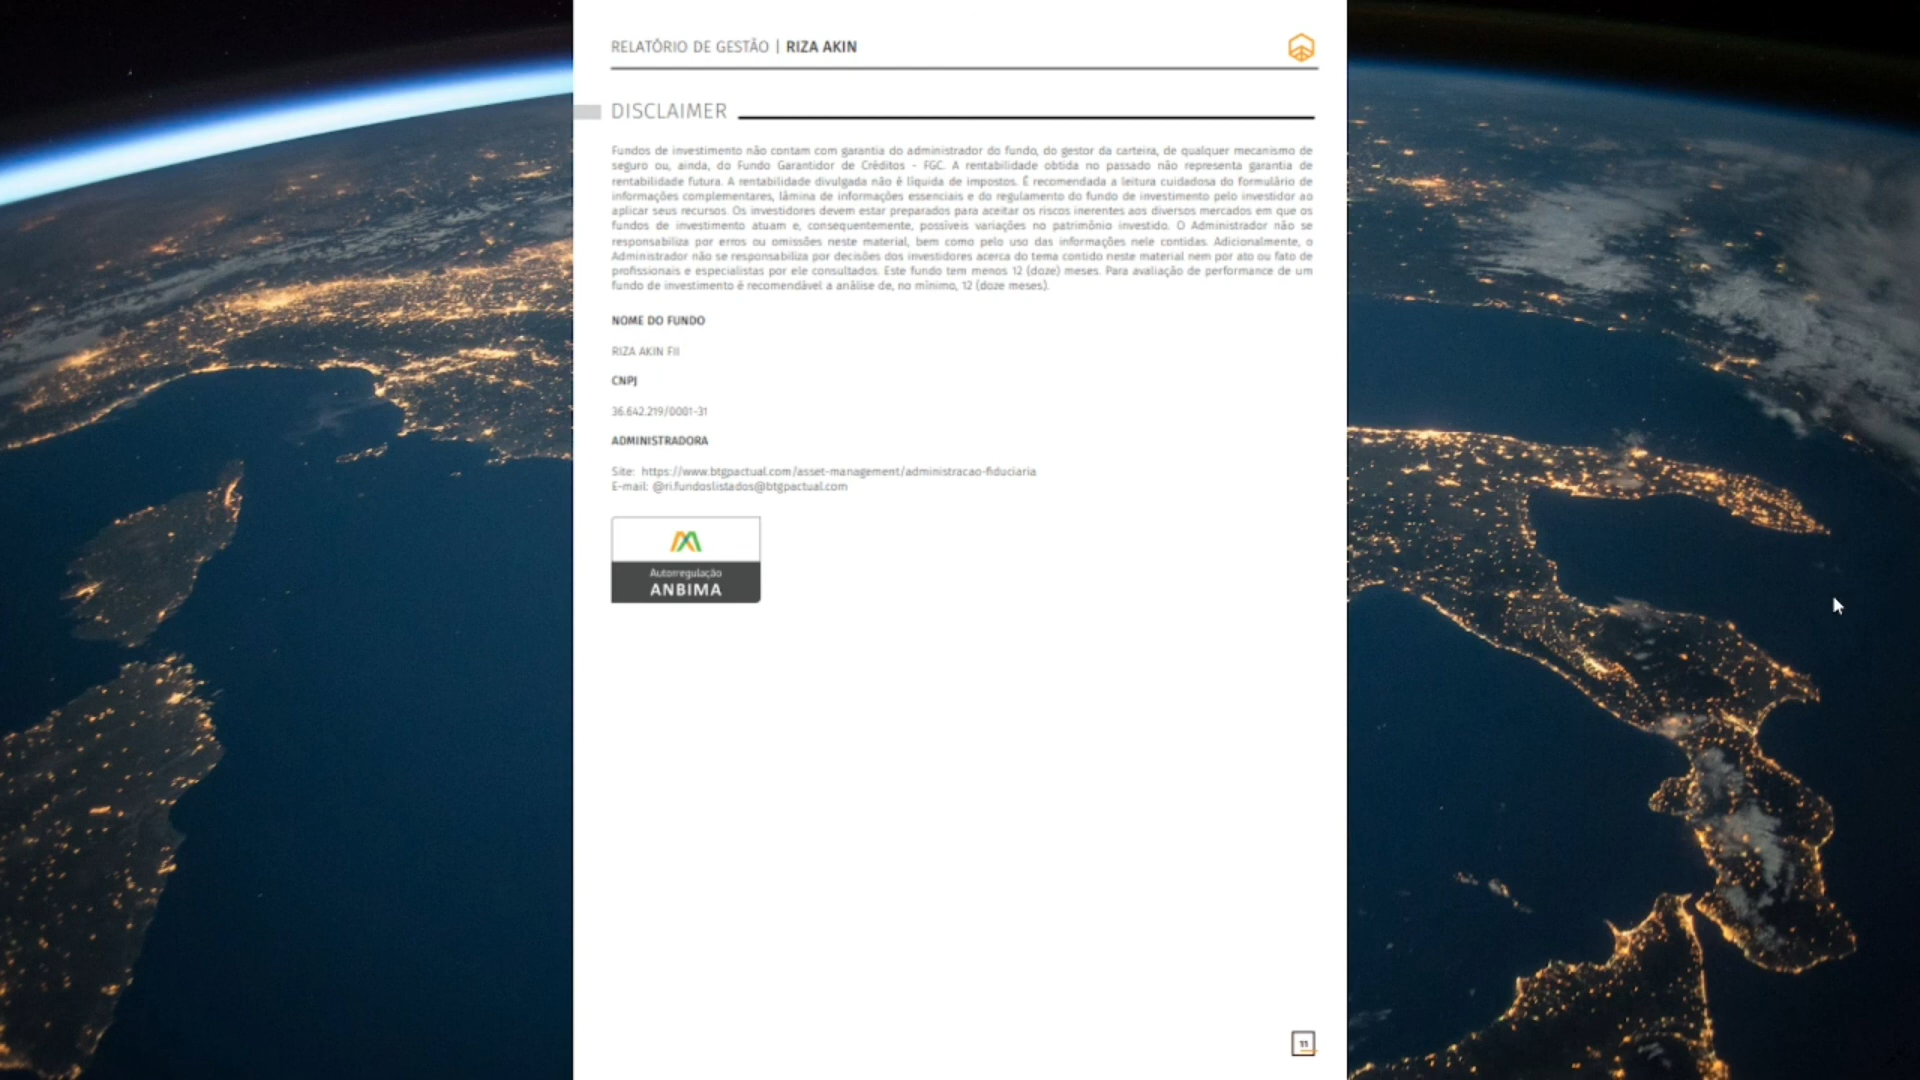 RELATÓRIO DE GESTÃO | RIZA AKIN
DISCLAIMER
Fundos de investimento não contam com garantia do administrador do fundo, do gestor da carteira, de qualquer mecanismo de
seguro ou, ainda, do Fundo Garantidor de Créditos - FGC. A rentabilidade obtida no passado não representa garantia de
rentabilidade futura. A rentabilidade divulgada não é líquida de impostos. É recomendada a leitura cuidadosa do formulário de
informações complementares, lâmina de informações essenciais e do regulamento do fundo de investimento pelo investidor ao
aplicar seus recursos. Os investidores devem estar preparados para aceitar os riscos inerentes aos diversos mercados em que os
fundos de investimento atuam e, consequentemente, possíveis variações no patrimônio investido. O Administrador não se
responsabiliza por erros ou omissões neste material, bem como pelo uso das informações nele contidas. Adicionalmente, o
Administrador não se responsabiliza por decisões dos investidores acerca do tema contido neste material nem por ato ou fato de
profissionais e especialistas por ele consultados. Este fundo tem menos 12 (doze) meses. Para avaliação de performance de um
fundo de investimento é recomendável a análise de, no mínimo, 12 (doze meses).
NOME DO FUNDO
RIZA AKIN FII
CNPJ
36.642.219/0001-31
ADMINISTRADORA
Site: https://www.btgpactual.com/asset-management/administracao-fiduciaria
E-mail: @ri.fundoslistados@btgpactual.com
Autorregulação
ANBIMA
11